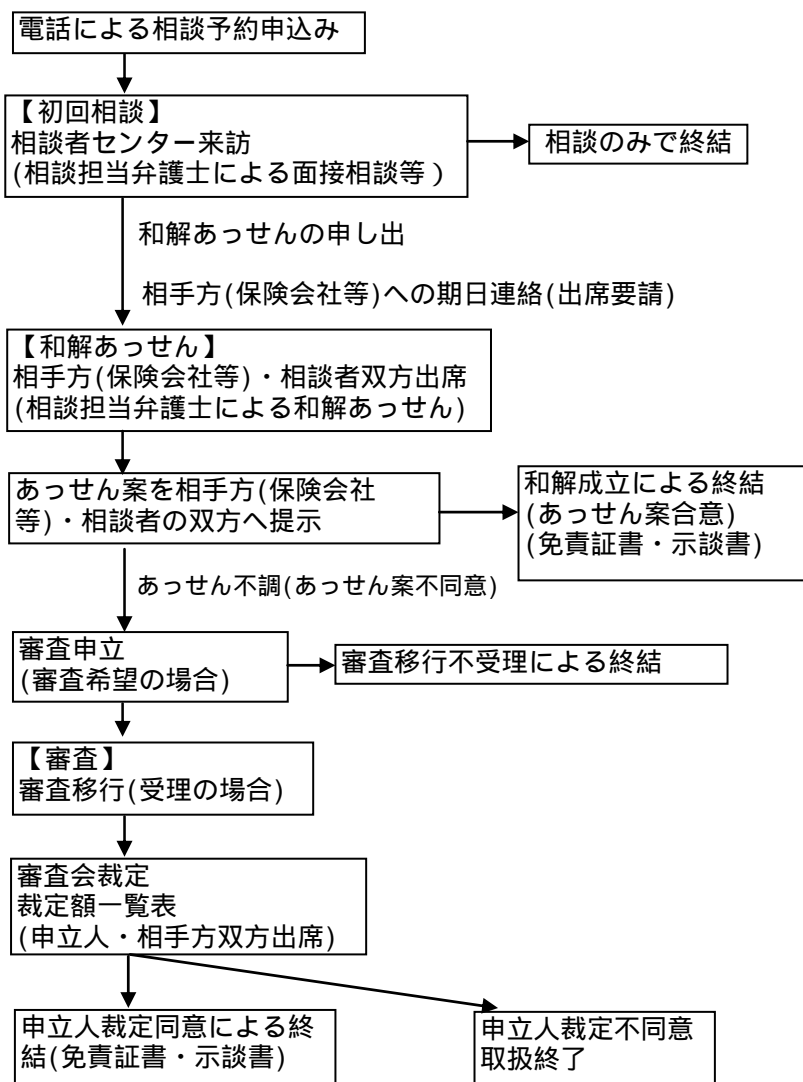 電話による相談予約申込み
【初回相談】
相談者センター来訪
(相談担当弁護士による面接相談等)
相談のみで終結
和解あっせんの申し出
相手方(保険会社等)への期日連絡(出席要請)
【和解あっせん】
相手方(保険会社等)・相談者双方出席
(相談担当弁護士による和解あっせん)
あっせん案を相手方(保険会社
等)・相談者の双方へ提示
和解成立による終結
(あっせん案合意)
(免責証書・示談書)
あっせん不調(あっせん案不同意)
審査申立
(審査希望の場合)
審査移行不受理による終結
【審査】
審査移行(受理の場合)
審査会裁定
裁定額一覧表
(申立人・相手方双方出席)
申立人裁定同意による終
結(免責証書・示談書)
申立人裁定不同意
取扱終了